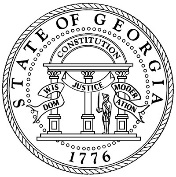 STATE OF GEORGIA
CONSTITUTION
WIS
DOM
JUSTICE
MODER
ATION
1776